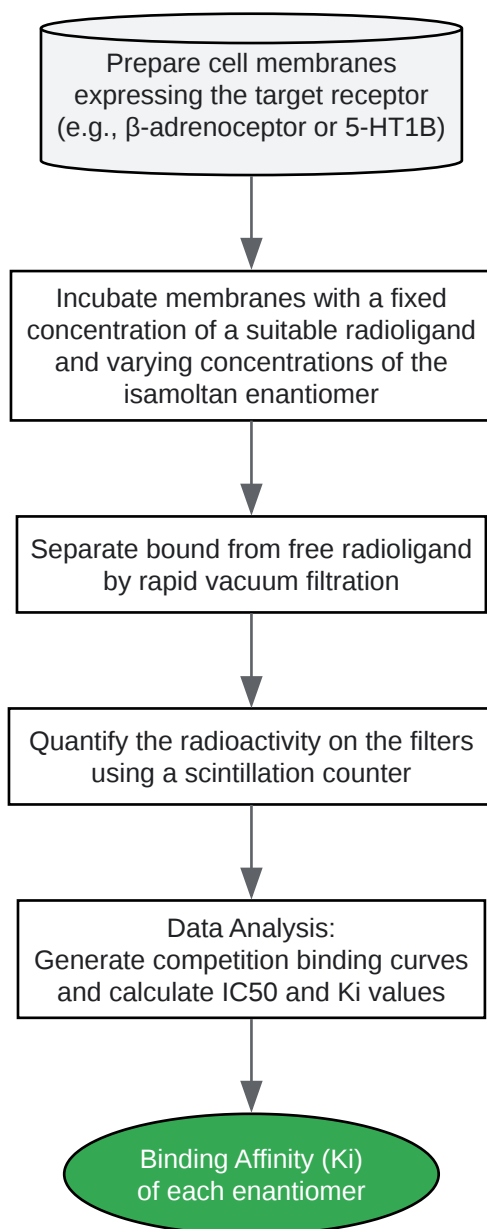 Prepare cell membranes
expressing the target receptor
(e.g., β-adrenoceptor or 5-HT1B)
Incubate membranes with a fixed
concentration of a suitable radioligand
and varying concentrations of the
isamoltan enantiomer
Separate bound from free radioligand
by rapid vacuum filtration
Quantify the radioactivity on the filters
using a scintillation counter
Data Analysis:
Generate competition binding curves
and calculate IC50 and Ki values
Binding Affinity (Ki)
of each enantiomer